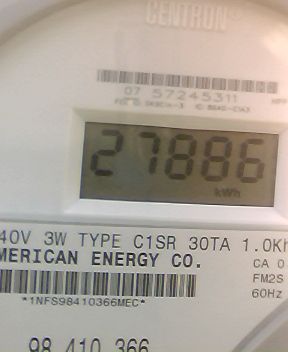 CENTRON®
07 57245311
27886
kWh
40V 3W TYPE C1SR 30TA 1.0Kh
MERICAN ENERGY CO.
CA 0
FM2S
60Hz
*1NFS98410366MEC*
98 410 366